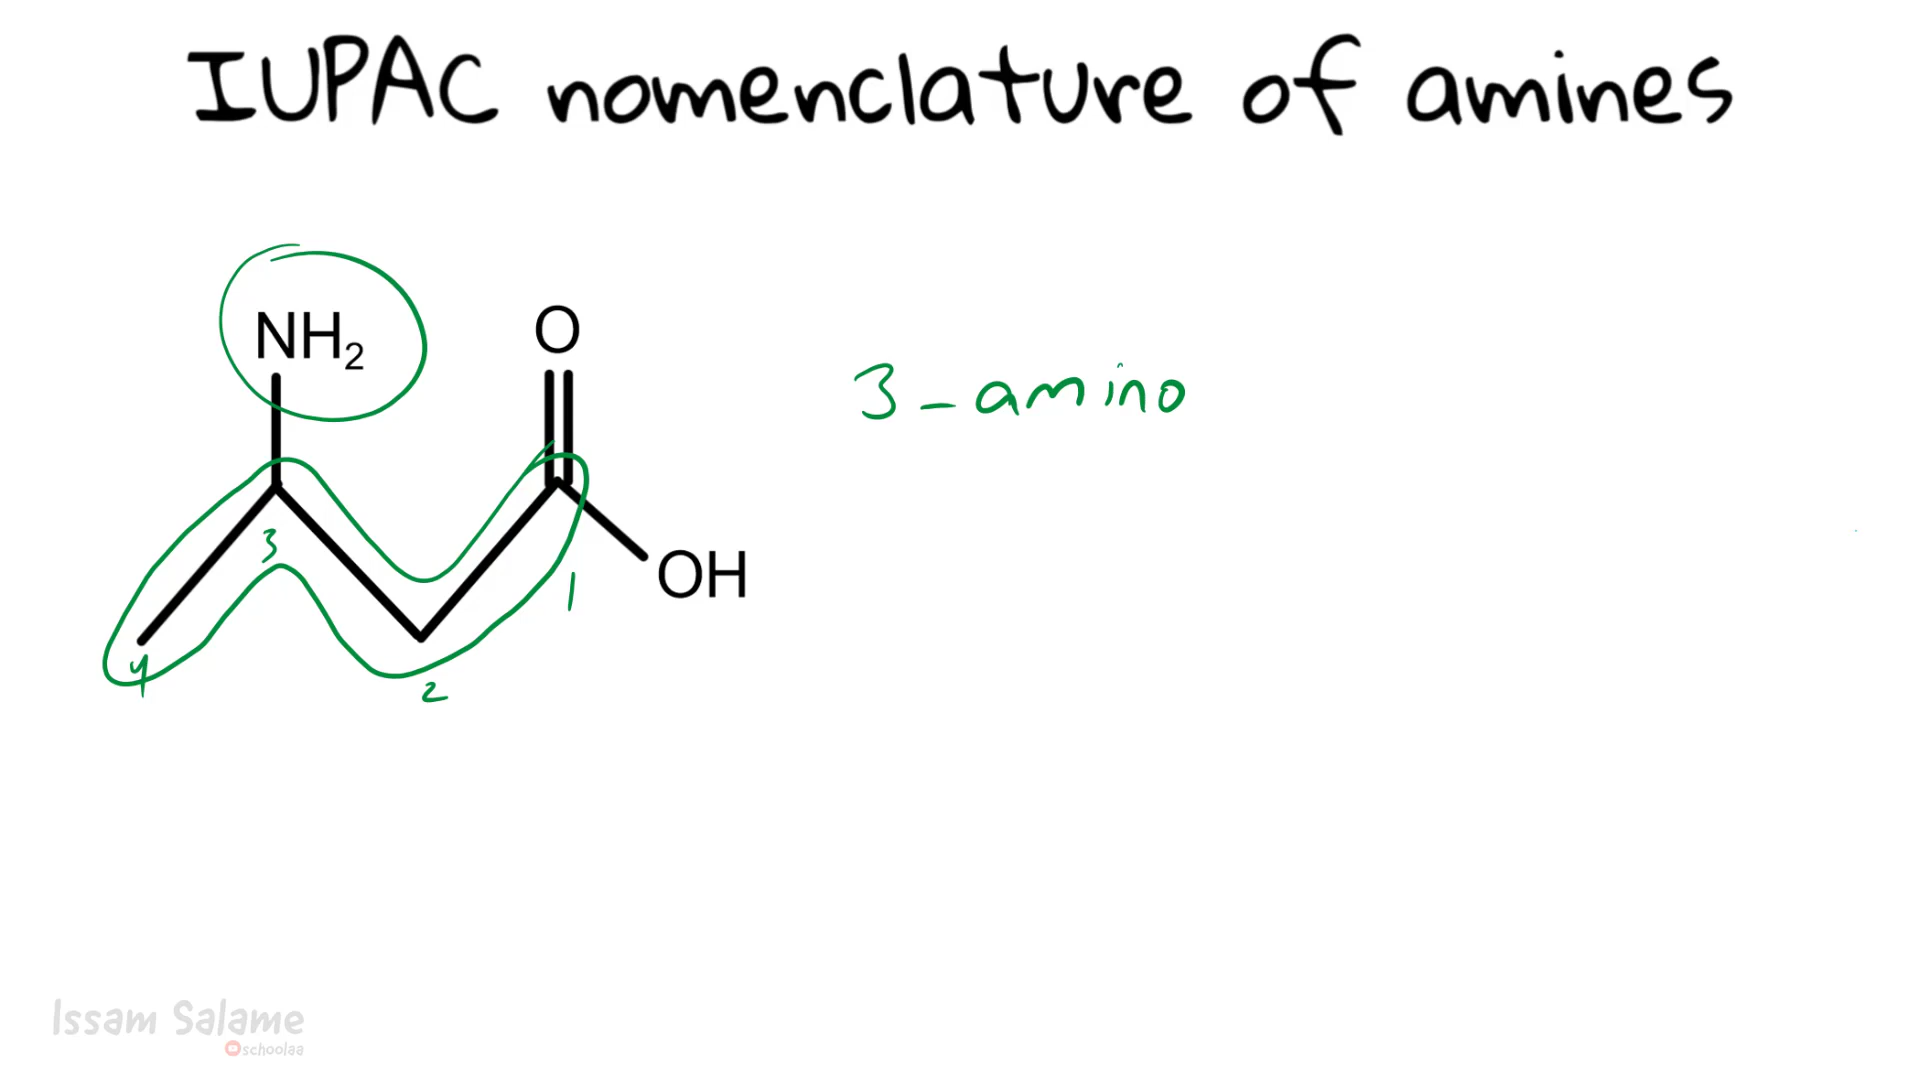 IUPAC nomenclature of amines
NH₂
O
3-amino
3
OH
1
4
2
Issam Salame
schoolaa